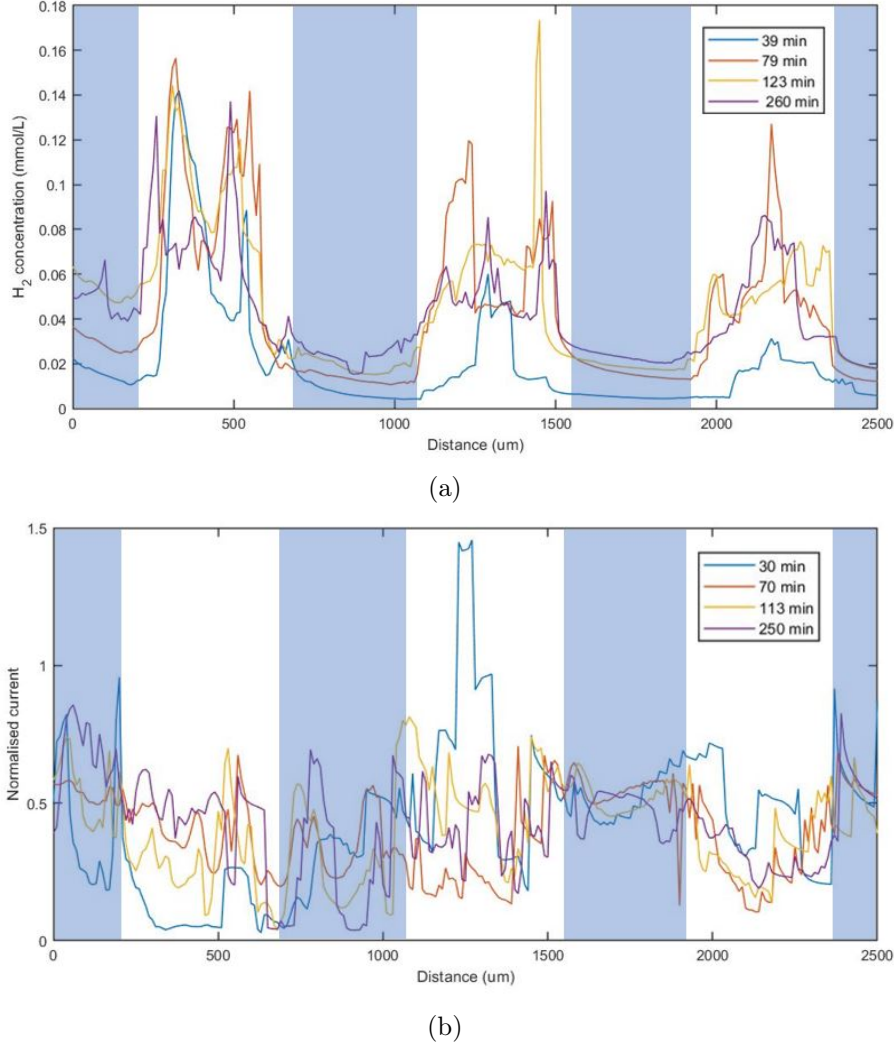 0.18
0.16
0.14
0.12
0.1
0.08
0.06
0.04
0.02
0
H2 concentration (mmol/L)
39 min
79 min
123 min
260 min
0 500 1000 1500 2000 2500
Distance (um)
(a)
1.5
1
0.5
0
Normalised current
30 min
70 min
113 min
250 min
0 500 1000 1500 2000 2500
Distance (um)
(b)